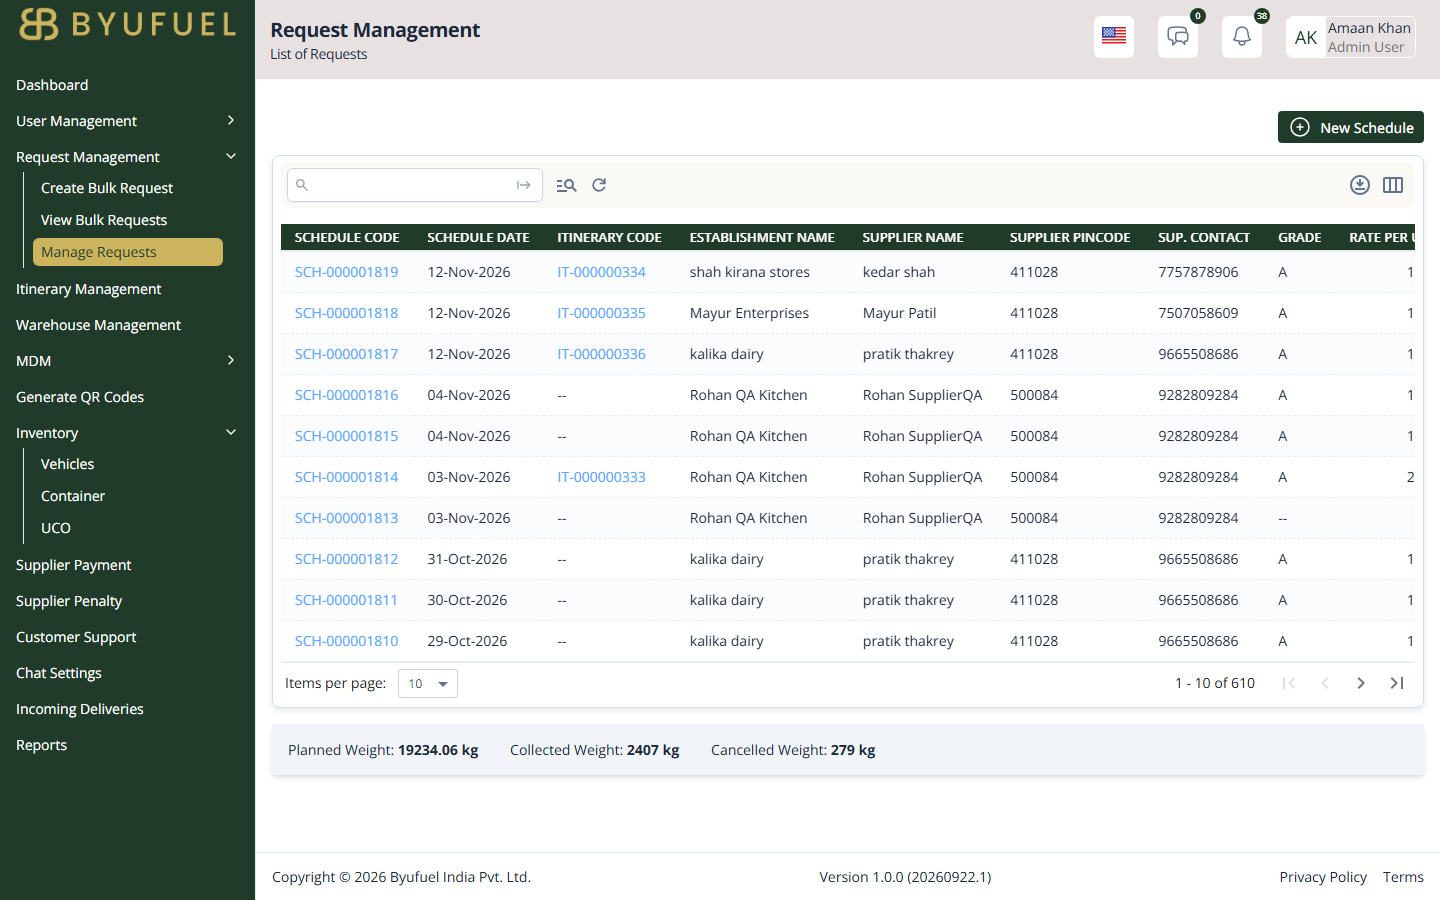 BYUFUEL
Dashboard
User Management
Request Management
Create Bulk Request
View Bulk Requests
Manage Requests
Itinerary Management
Warehouse Management
MDM
Generate QR Codes
Inventory
Vehicles
Container
UCO
Supplier Payment
Supplier Penalty
Customer Support
Chat Settings
Incoming Deliveries
Reports
Request Management
List of Requests
0
38
AK
Amaan Khan
Admin User
New Schedule
SCHEDULE CODE SCHEDULE DATE ITINERARY CODE ESTABLISHMENT NAME SUPPLIER NAME SUPPLIER PINCODE SUP. CONTACT GRADE RATE PER
SCH-000001819 12-Nov-2026 IT-000000334 shah kirana stores kedar shah 411028 7757878906 A 1
SCH-000001818 12-Nov-2026 IT-000000335 Mayur Enterprises Mayur Patil 411028 7507058609 A 1
SCH-000001817 12-Nov-2026 IT-000000336 kalika dairy pratik thakrey 411028 9665508686 A 1
SCH-000001816 04-Nov-2026 -- Rohan QA Kitchen Rohan SupplierQA 500084 9282809284 A 1
SCH-000001815 04-Nov-2026 -- Rohan QA Kitchen Rohan SupplierQA 500084 9282809284 A 1
SCH-000001814 03-Nov-2026 IT-000000333 Rohan QA Kitchen Rohan SupplierQA 500084 9282809284 A 2
SCH-000001813 03-Nov-2026 -- Rohan QA Kitchen Rohan SupplierQA 500084 9282809284 --
SCH-000001812 31-Oct-2026 -- kalika dairy pratik thakrey 411028 9665508686 A 1
SCH-000001811 30-Oct-2026 -- kalika dairy pratik thakrey 411028 9665508686 A 1
SCH-000001810 29-Oct-2026 -- kalika dairy pratik thakrey 411028 9665508686 A 1
Items per page: 10 1 - 10 of 610
Planned Weight: 19234.06 kg Collected Weight: 2407 kg Cancelled Weight: 279 kg
Copyright © 2026 Byufuel India Pvt. Ltd. Version 1.0.0 (20260922.1) Privacy Policy Terms